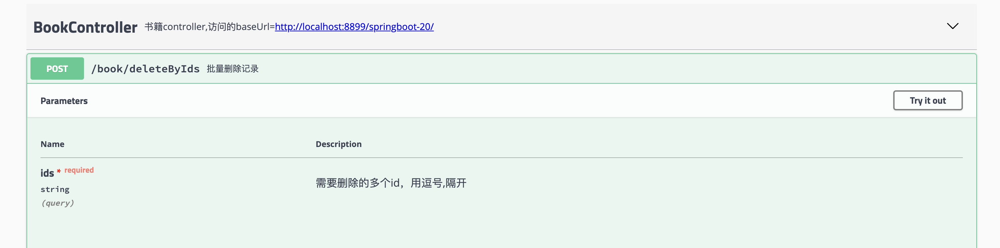 BookController 书籍controller,访问的baseUrl=http://localhost:8899/springboot-20/
POST /book/deleteByIds 批量删除记录
Parameters Try it out
Name Description
ids * required
string
(query)
需要删除的多个id，用逗号,隔开